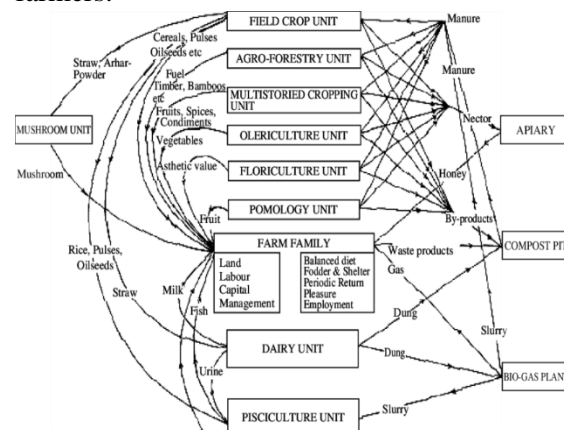 farmers.
FIELD CROP UNIT
Manure
Cereals, Pulses
Oilseeds etc
Straw, Arhar-
Powder
AGRO-FORESTRY UNIT
Fuel
Timber, Bamboos
etc
Manure
MULTISTORIED CROPPING
UNIT
Fruits, Spices,
Condiments
Nector
MUSHROOM UNIT
OLERICULTURE UNIT
APIARY
Vegetables
Mushroom
Asthetic value
FLORICULTURE UNIT
Honey
POMOLOGY UNIT
Fruit
By-products
FARM FAMILY
Land
Labour
Capital
Management
Balanced diet
Fodder & Shelter
Periodic Return
Pleasure
Employment
Waste products
COMPOST PIT
Gas
Rice, Pulses,
Oilseeds
Straw
Milk
Fish
Dung
Slurry
DAIRY UNIT
Dung
Urine
BIO-GAS PLANT
PISCICULTURE UNIT
Slurry